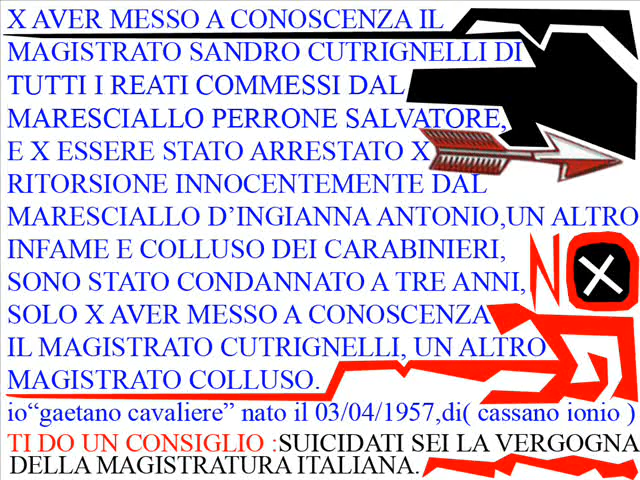 X AVER MESSO A CONOSCENZA IL
MAGISTRATO SANDRO CUTRIGNELLI DI
TUTTI I REATI COMMESSI DAL
MARESCIALLO PERRONE SALVATORE,
E X ESSERE STATO ARRESTATO X
RITORSIONE INNOCENTEMENTE DAL
MARESCIALLO D’INGIANNA ANTONIO,UN ALTRO
INFAME E COLLUSO DEI CARABINIERI,
SONO STATO CONDANNATO A TRE ANNI,
NO X
SOLO X AVER MESSO A CONOSCENZA
IL MAGISTRATO CUTRIGNELLI, UN ALTRO
MAGISTRATO COLLUSO.
io“gaetano cavaliere” nato il 03/04/1957,di( cassano ionio )
TI DO UN CONSIGLIO :SUICIDATI SEI LA VERGOGNA
DELLA MAGISTRATURA ITALIANA.